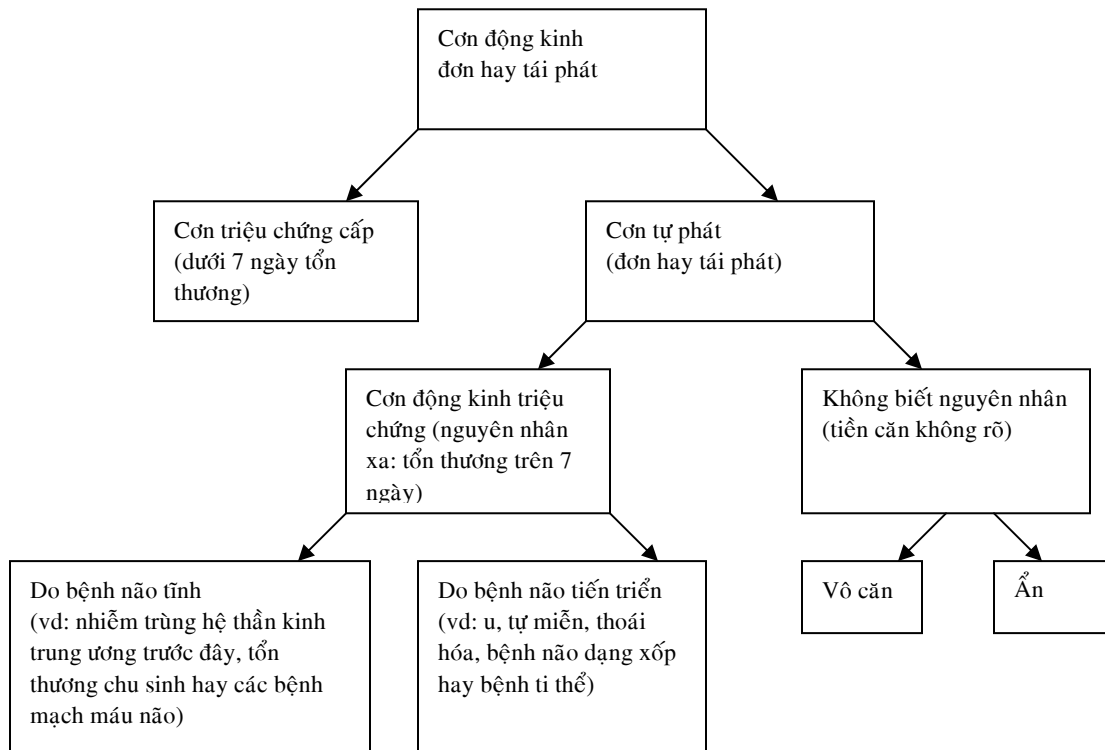 Cơn động kinh
đơn hay tái phát
Cơn triệu chứng cấp
(dưới 7 ngày tổn
thương)
Cơn tự phát
(đơn hay tái phát)
Cơn động kinh triệu
chứng (nguyên nhân
xa: tổn thương trên 7
ngày)
Không biết nguyên nhân
(tiền căn không rõ)
Do bệnh não tĩnh
(vd: nhiễm trùng hệ thần kinh
trung ương trước đây, tổn
thương chu sinh hay các bệnh
mạch máu não)
Do bệnh não tiến triển
(vd: u, tự miễn, thoái
hóa, bệnh não dạng xốp
hay bệnh ti thể)
Vô căn
Ẩn